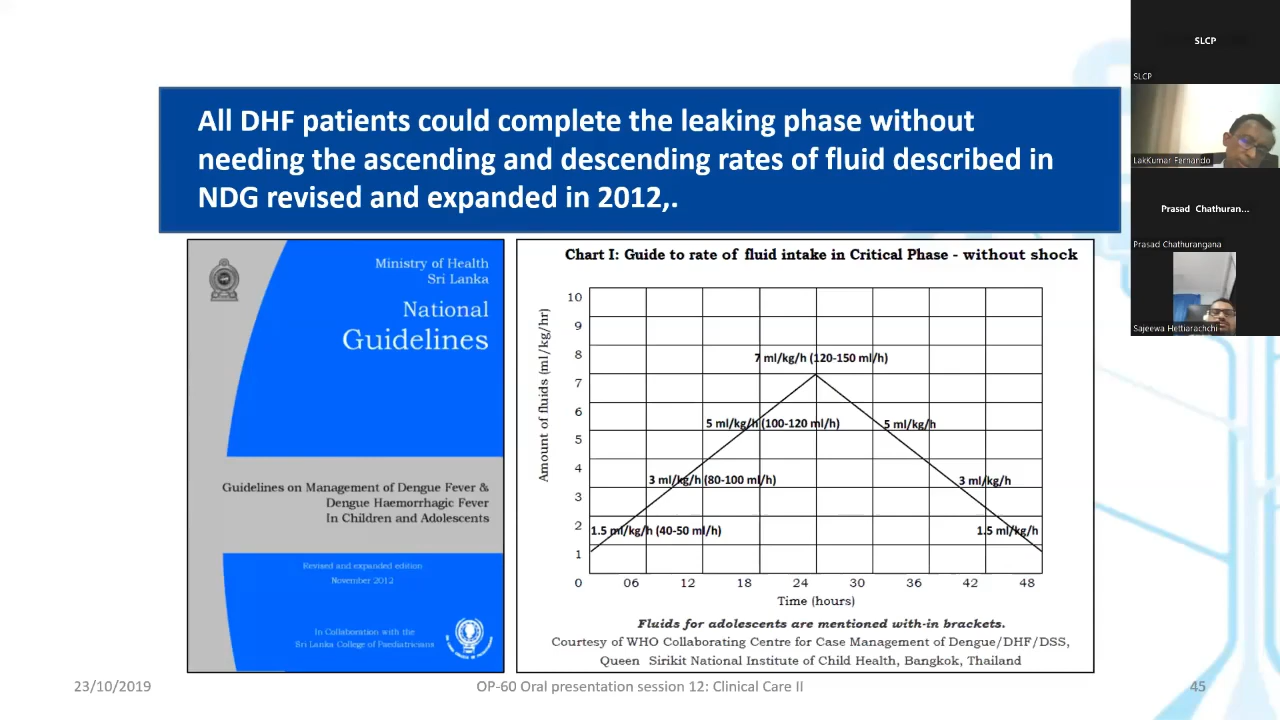 All DHF patients could complete the leaking phase without
needing the ascending and descending rates of fluid described in
NDG revised and expanded in 2012,.
Ministry of Health
Sri Lanka
National
Guidelines
Guidelines on Management of Dengue Fever &
Dengue Haemorrhagic Fever
In Children and Adolescents
Revised and expanded edition
November 2012
In Collaboration with the
Sri Lanka College of Paediatricians
Chart I: Guide to rate of fluid intake in Critical Phase - without shock
Amount of fluids (ml/kg/hr)
10
9
8
7
6
5
4
3
2
1
0
7 ml/kg/h (120-150 ml/h)
5 ml/kg/h (100-120 ml/h)
5 ml/kg/h
3 ml/kg/h (80-100 ml/h)
3 ml/kg/h
1.5 ml/kg/h (40-50 ml/h)
1.5 ml/kg/h
06 12 18 24 30 36 42 48
Time (hours)
Fluids for adolescents are mentioned with-in brackets.
Courtesy of WHO Collaborating Centre for Case Management of Dengue/DHF/DSS,
Queen Sirikit National Institute of Child Health, Bangkok, Thailand
23/10/2019
OP-60 Oral presentation session 12: Clinical Care II
45
SLCP
SLCP
LakKumar Fernando
Prasad Chathuran...
Prasad Chathurangana
Sajeewa Hettiarachchi